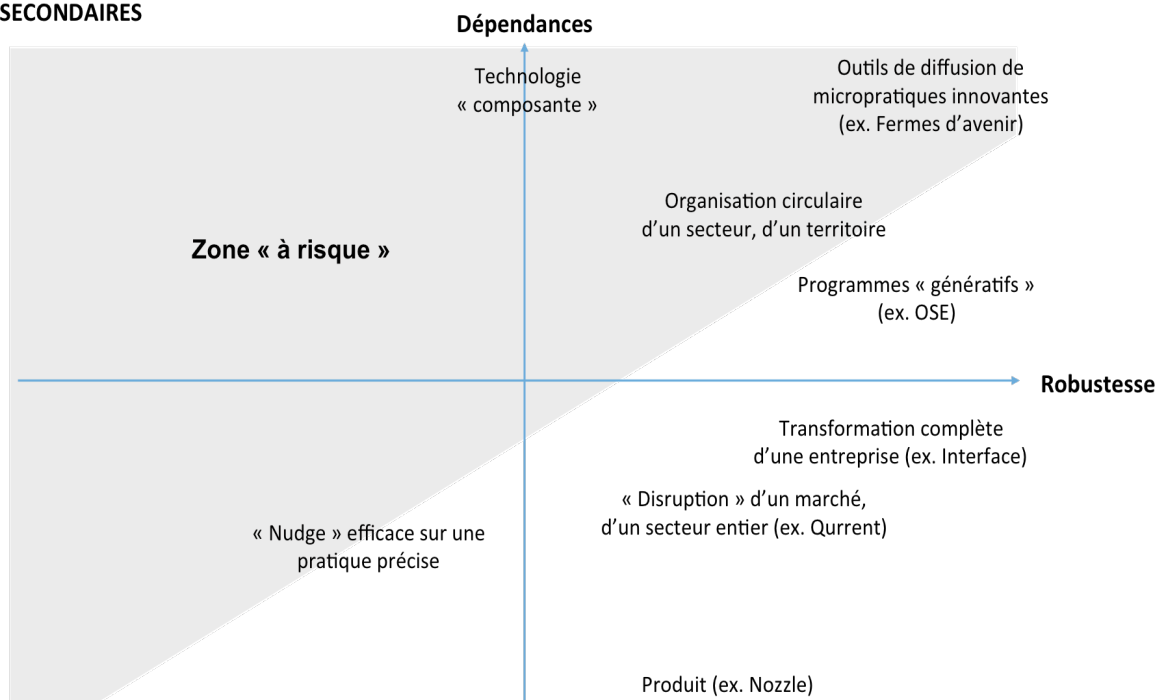 SECONDAIRES
Dépendances
Technologie
« composante »
Outils de diffusion de
micropratiques innovantes
(ex. Fermes d’avenir)
Organisation circulaire
d’un secteur, d’un territoire
Zone « à risque »
Programmes « génératifs »
(ex. OSE)
Robustesse
Transformation complète
d’une entreprise (ex. Interface)
« Disruption » d’un marché,
d’un secteur entier (ex. Qurrent)
« Nudge » efficace sur une
pratique précise
Produit (ex. Nozzle)